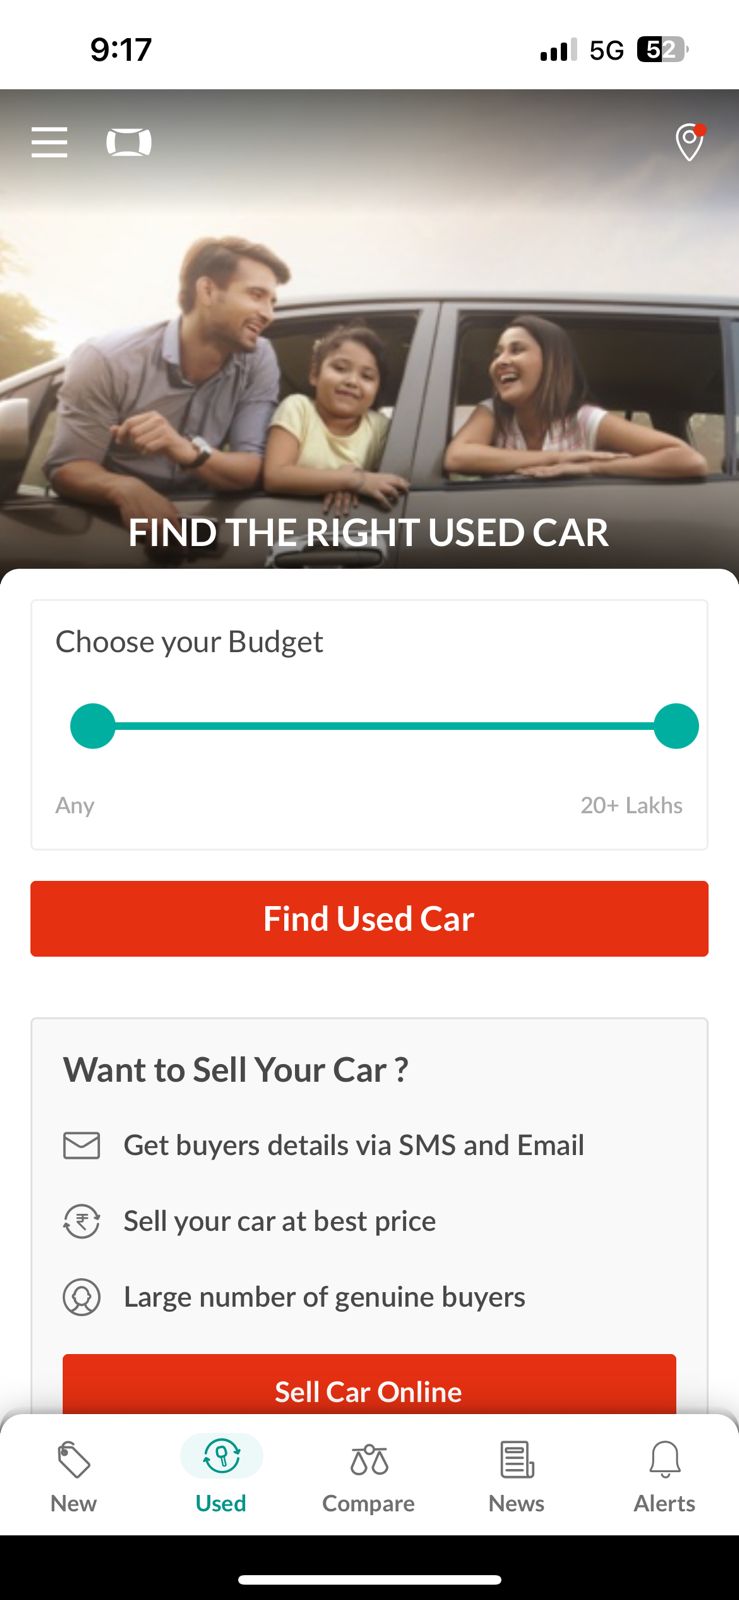 9:17
5G 52
FIND THE RIGHT USED CAR
Choose your Budget
Any
20+ Lakhs
Find Used Car
Want to Sell Your Car ?
Get buyers details via SMS and Email
₹ Sell your car at best price
Large number of genuine buyers
Sell Car Online
New
Used
Compare
News
Alerts